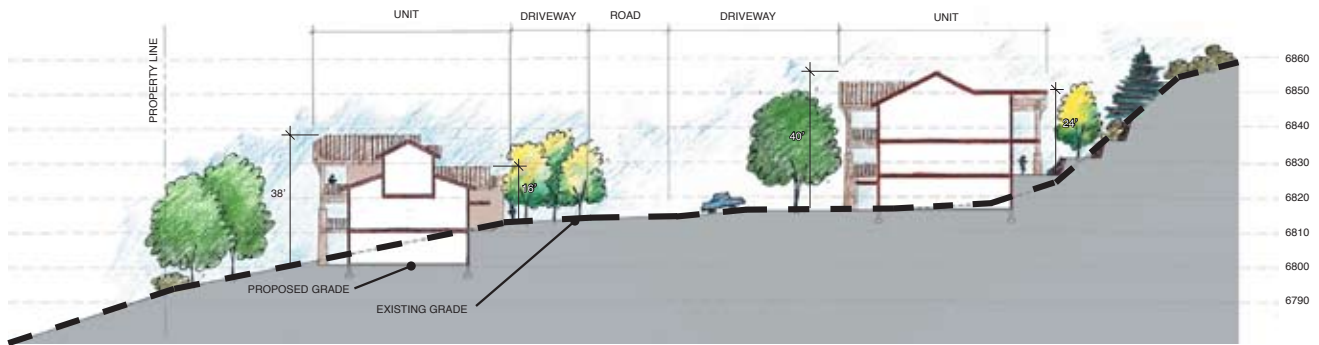 UNIT
DRIVEWAY
ROAD
DRIVEWAY
UNIT
PROPERTY LINE
6860
6850
6840
6830
6820
6810
6800
6790
38'
16'
40'
24'
PROPOSED GRADE
EXISTING GRADE